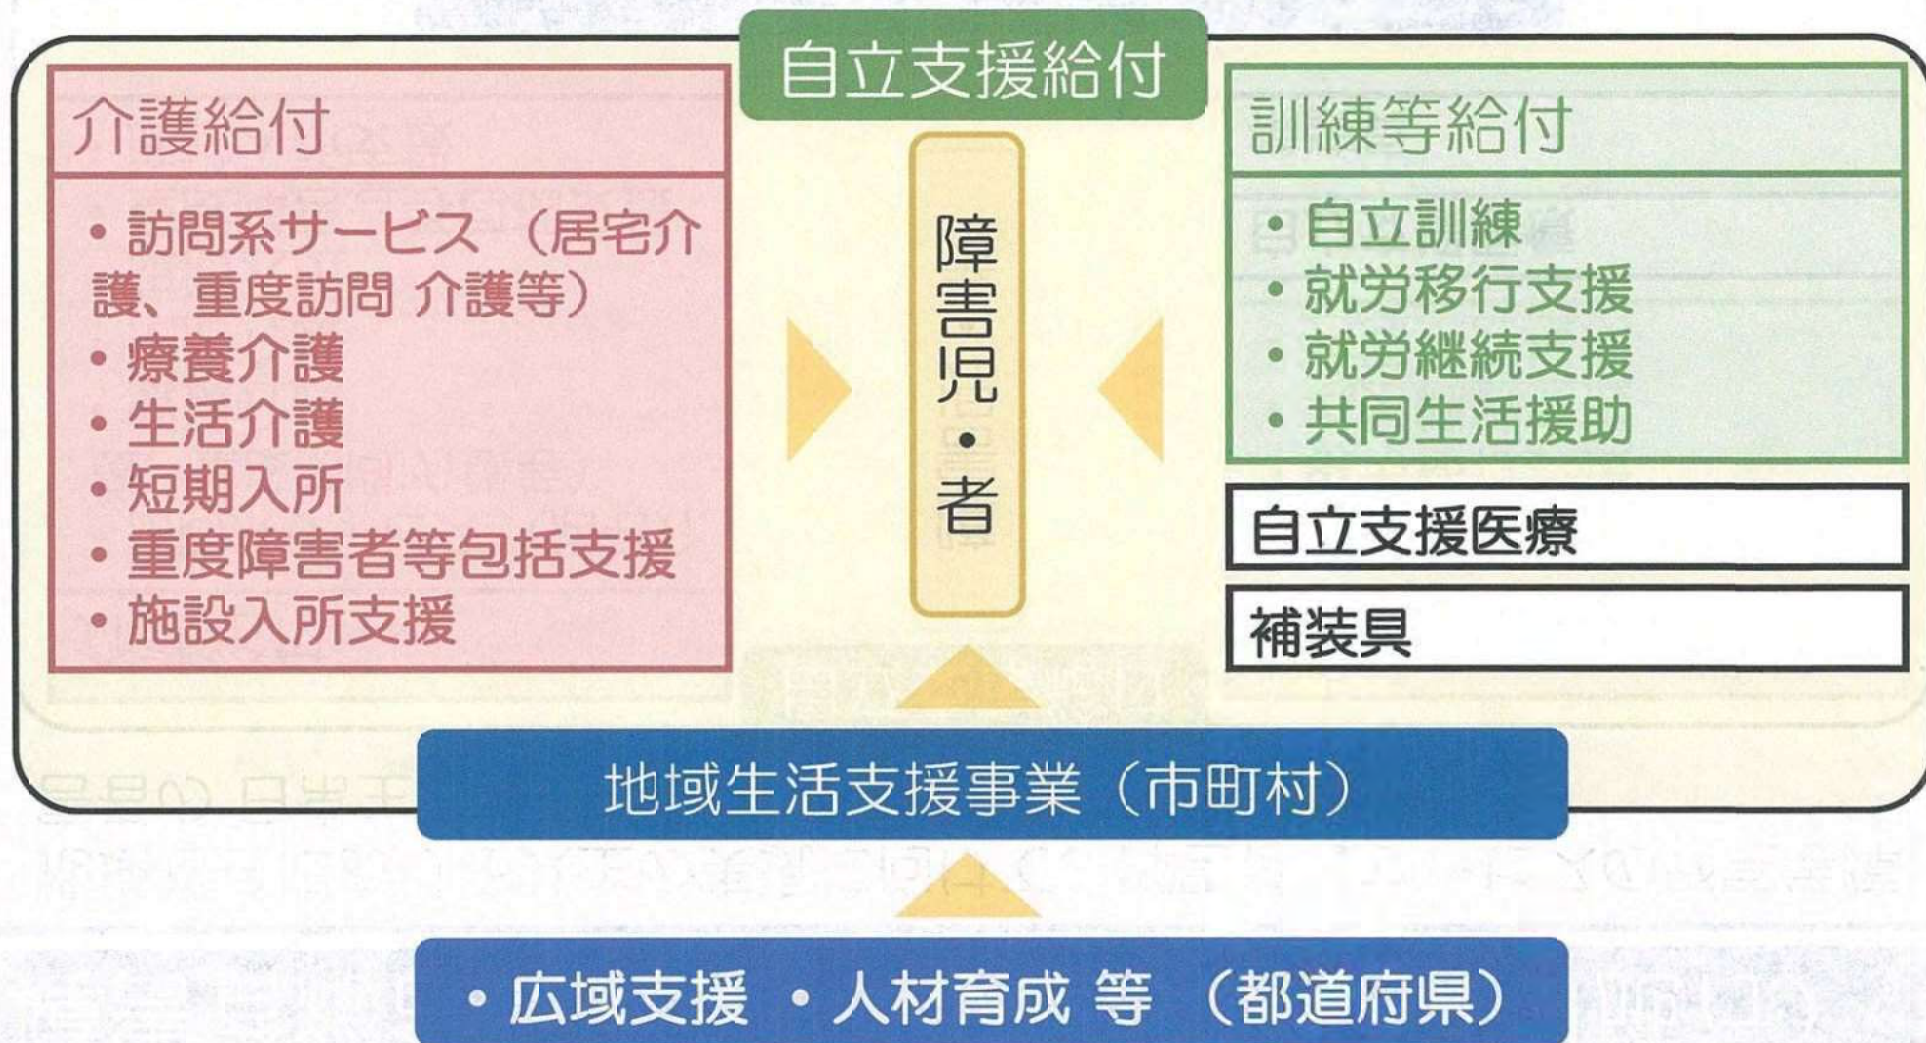 自立支援給付
介護給付
• 訪問系サービス （居宅介
護、重度訪問 介護等）
• 療養介護
• 生活介護
• 短期入所
• 重度障害者等包括支援
• 施設入所支援
障害児・者
訓練等給付
• 自立訓練
• 就労移行支援
• 就労継続支援
• 共同生活援助
自立支援医療
補装具
地域生活支援事業（市町村）
• 広域支援 • 人材育成 等 （都道府県）